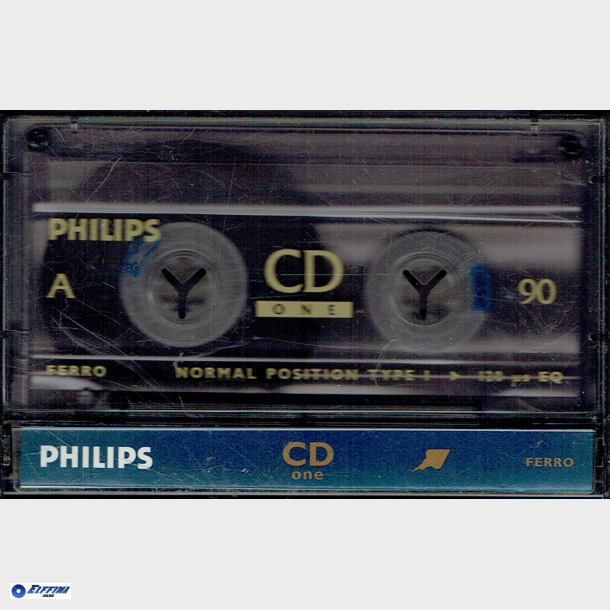 PHILIPS
A
CD
ONE
90
FERRO NORMAL POSITION TYPE I ▶ 120 µs EQ
PHILIPS CD one FERRO